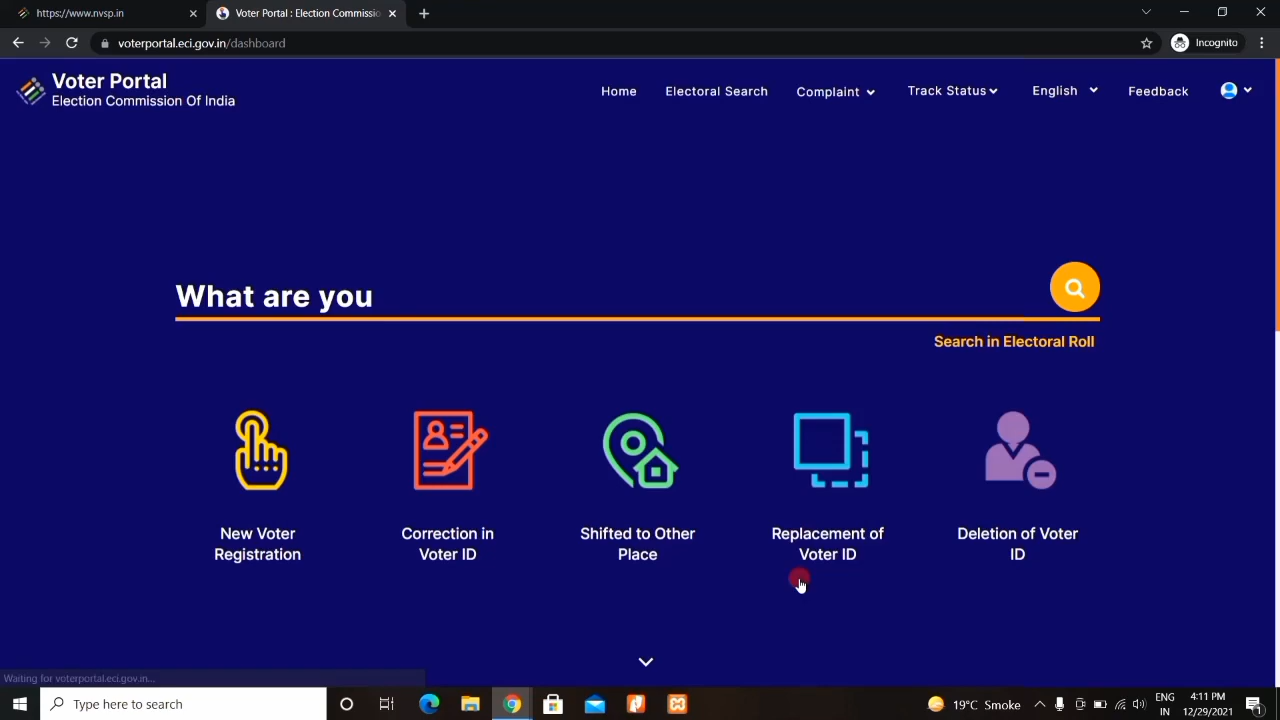 https://www.nvsp.in
Voter Portal : Election Commissio
voterportal.eci.gov.in/dashboard
Incognito
Voter Portal
Election Commission Of India
Home
Electoral Search
Complaint
Track Status
English
Feedback
What are you
Search in Electoral Roll
New Voter
Registration
Correction in
Voter ID
Shifted to Other
Place
Replacement of
Voter ID
Deletion of Voter
ID
Waiting for voterportal.eci.gov.in...
Type here to search
19°C Smoke
ENG
IN
4:11 PM
12/29/2021
1